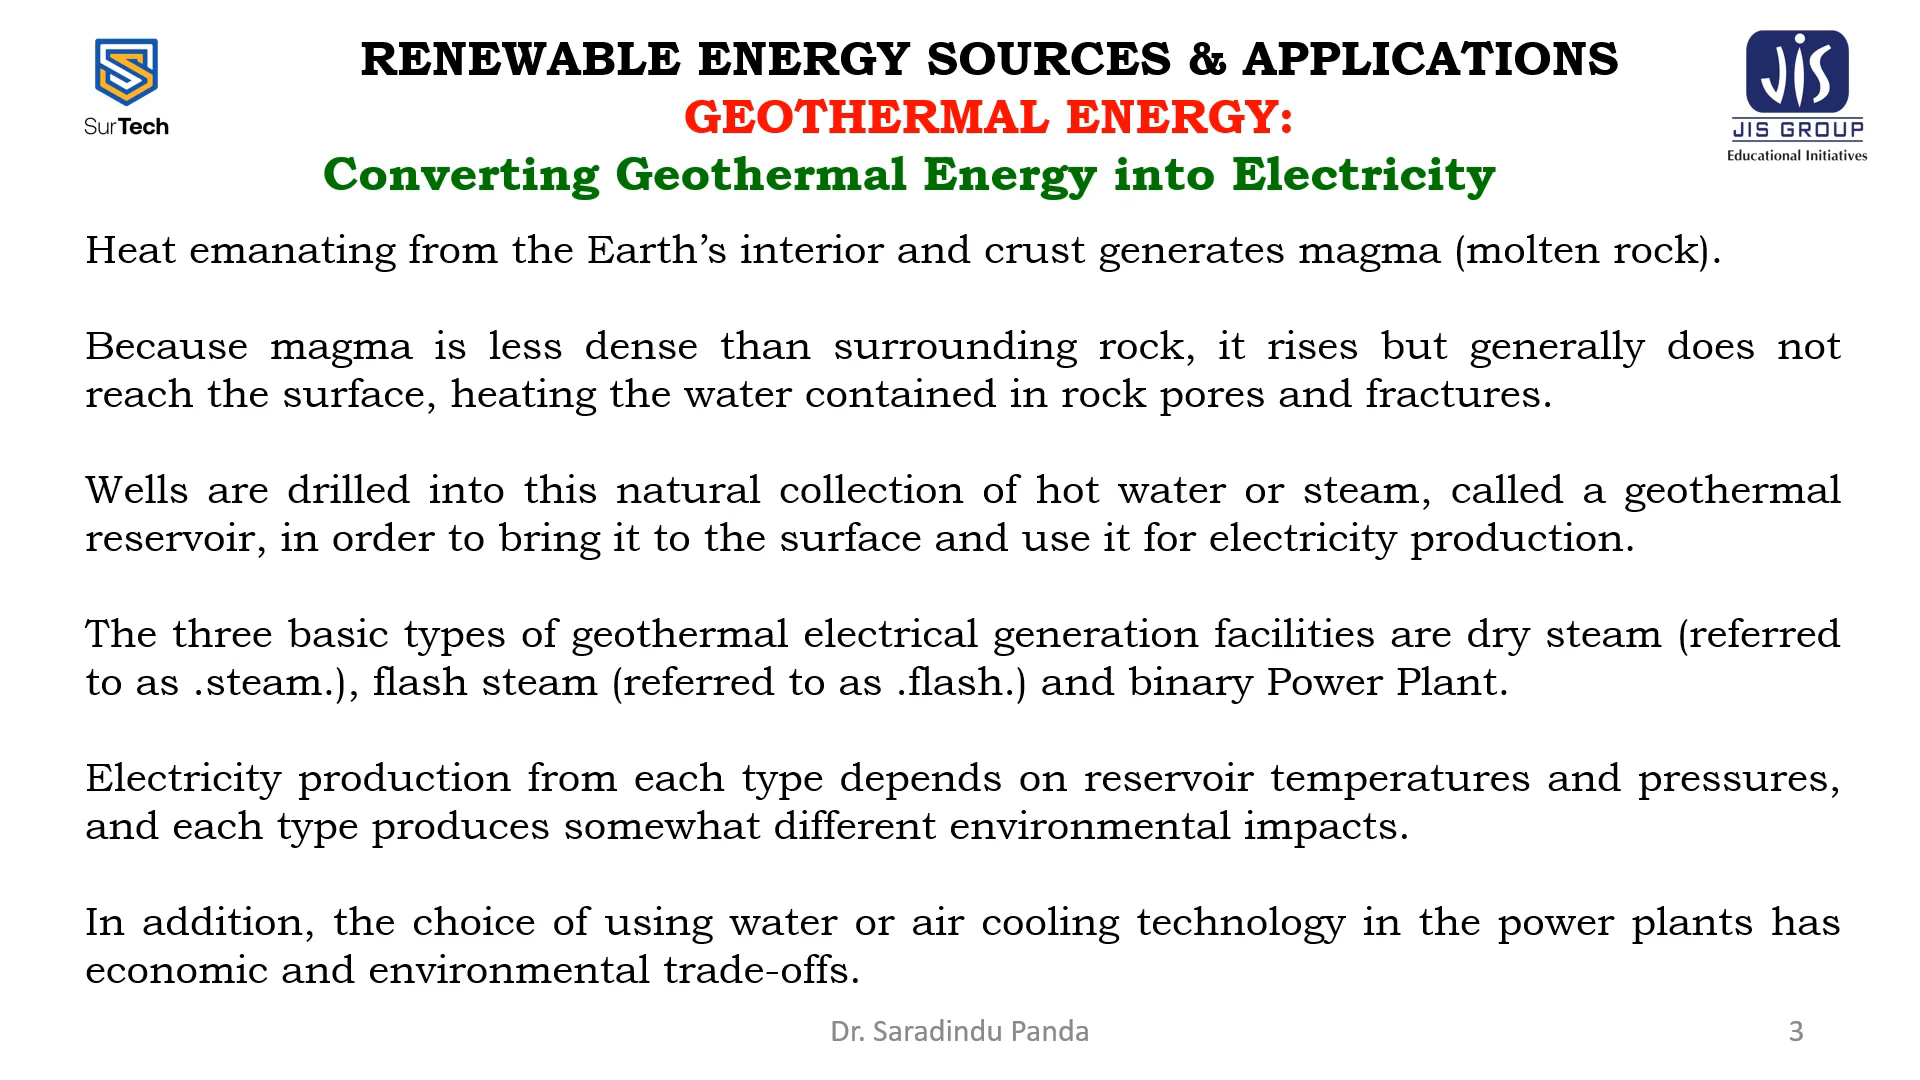 SurTech
RENEWABLE ENERGY SOURCES & APPLICATIONS
GEOTHERMAL ENERGY:
Converting Geothermal Energy into Electricity
JIS
JIS GROUP
Educational Initiatives
Heat emanating from the Earth’s interior and crust generates magma (molten rock).
Because magma is less dense than surrounding rock, it rises but generally does not
reach the surface, heating the water contained in rock pores and fractures.
Wells are drilled into this natural collection of hot water or steam, called a geothermal
reservoir, in order to bring it to the surface and use it for electricity production.
The three basic types of geothermal electrical generation facilities are dry steam (referred
to as .steam.), flash steam (referred to as .flash.) and binary Power Plant.
Electricity production from each type depends on reservoir temperatures and pressures,
and each type produces somewhat different environmental impacts.
In addition, the choice of using water or air cooling technology in the power plants has
economic and environmental trade-offs.
Dr. Saradindu Panda
3